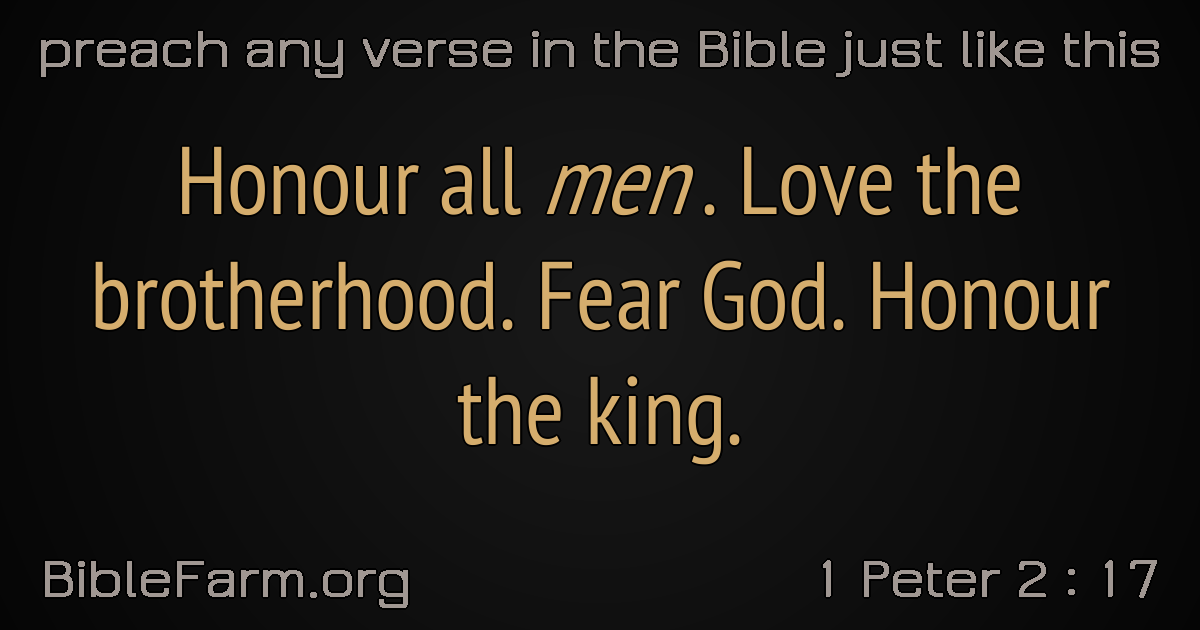 preach any verse in the Bible just like this
Honour all men. Love the
brotherhood. Fear God. Honour
the king.
BibleFarm.org
1 Peter 2 : 17